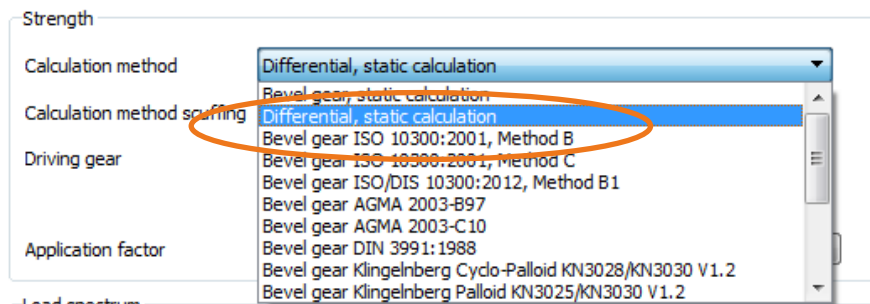 Strength
Calculation method
Differential, static calculation
Bevel gear, static calculation
Calculation method scuffing
Differential, static calculation
Bevel gear ISO 10300:2001, Method B
Driving gear
Bevel gear ISO 10300:2001, Method C
Bevel gear ISO/DIS 10300:2012, Method B1
Bevel gear AGMA 2003-B97
Bevel gear AGMA 2003-C10
Application factor
Bevel gear DIN 3991:1988
Bevel gear Klingelnberg Cyclo-Palloid KN3028/KN3030 V1.2
Bevel gear Klingelnberg Palloid KN3025/KN3030 V1.2
Load spectrum